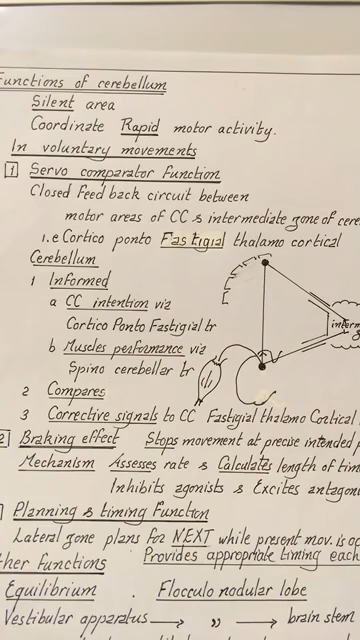 Functions of cerebellum
Silent area
Coordinate Rapid motor activity.
In voluntary movements
1 Servo comparator function
Closed feed back circuit between
motor areas of CC & intermediate zone of cere
i.e Cortico ponto Fastigial thalamo cortical
Cerebellum
1 Informed
a CC intention via
Cortico Ponto Fastigial tr
interm
b Muscles performance via
Spino cerebellar tr
2 Compares
3 Corrective signals to CC Fastigial thalamo Cortical
2 Braking effect Stops movement at precise intended p
Mechanism Assesses rate & Calculates length of tim
Inhibits agonists & Excites antagon
Planning & timing Function
Lateral zone plans for NEXT while present mov. is oc
Provides appropriate timing each
ther functions
Equilibrium . Flocculo nodular lobe
Vestibular apparatus → " → brain stem